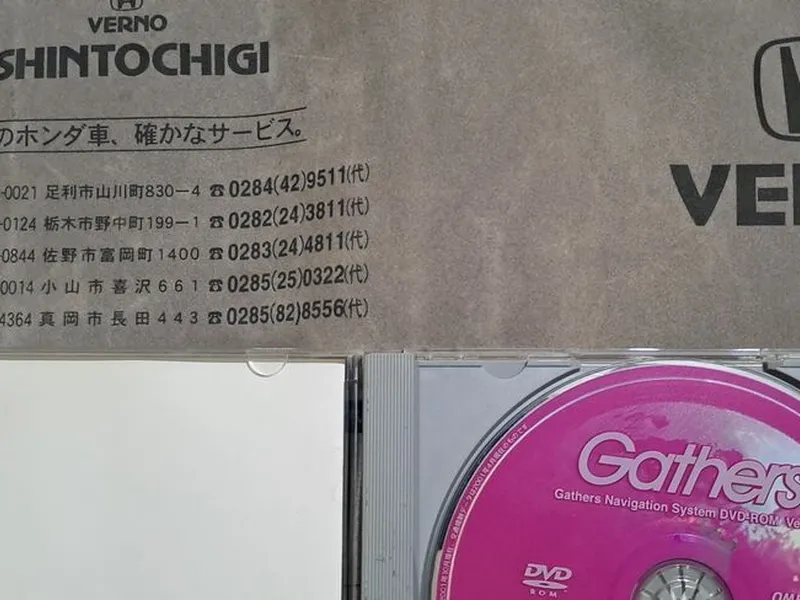 VERNO
SHINTOCHIGI
のホンダ車、確かなサービス。
-0021 足利市山川町830-4 ☎0284(42)9511(代)
-0124 栃木市野中町199-1 ☎0282(24)3811(代)
-0844 佐野市富岡町1400 ☎0283(24)4811(代)
0014 小山市喜沢661 ☎0285(25)0322(代)
4364 真岡市長田443 ☎0285(82)8556(代)
VE
Gathers
Gathers Navigation System DVD-ROM Ve
DVD
ROM